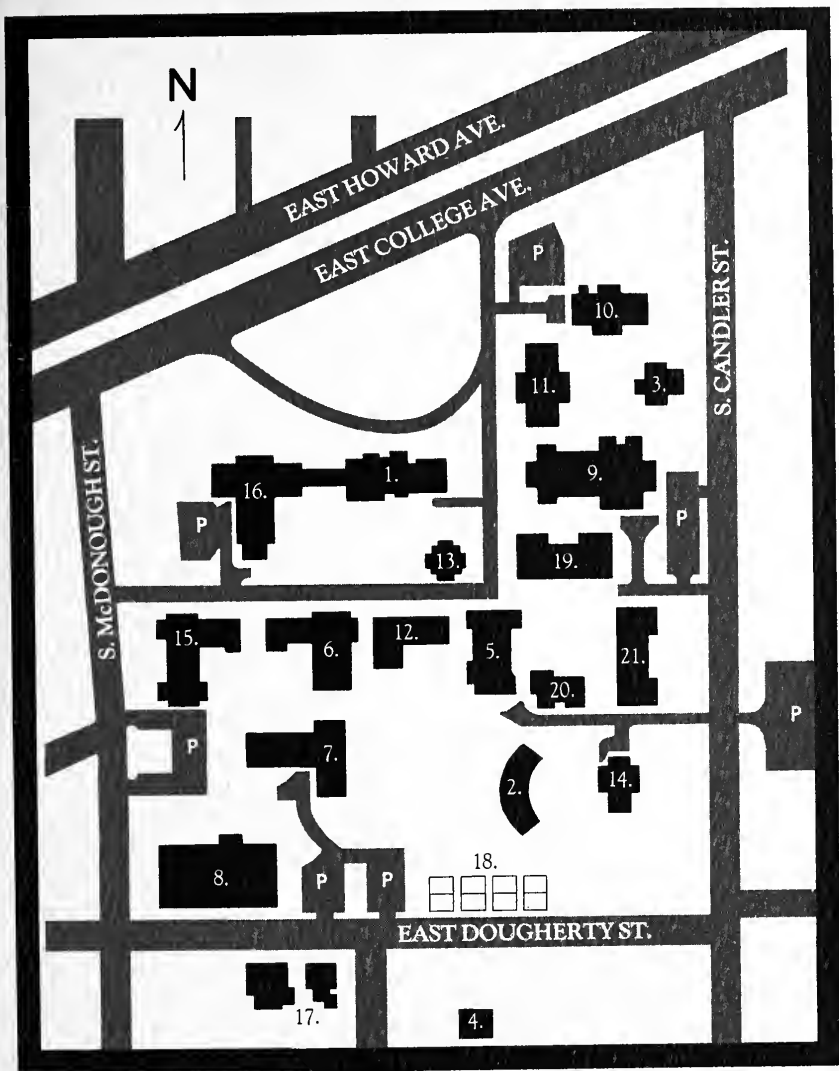 N
EAST HOWARD AVE.
EAST COLLEGE AVE.
P
10.
S. CANDLER ST.
11.
3.
S. McDONOUGH ST.
16.
1.
9.
P
P
13.
19.
15.
6.
12.
5.
21.
20.
P
P
7.
2.
14.
18.
8.
P
P
EAST DOUGHERTY ST.
17.
4.